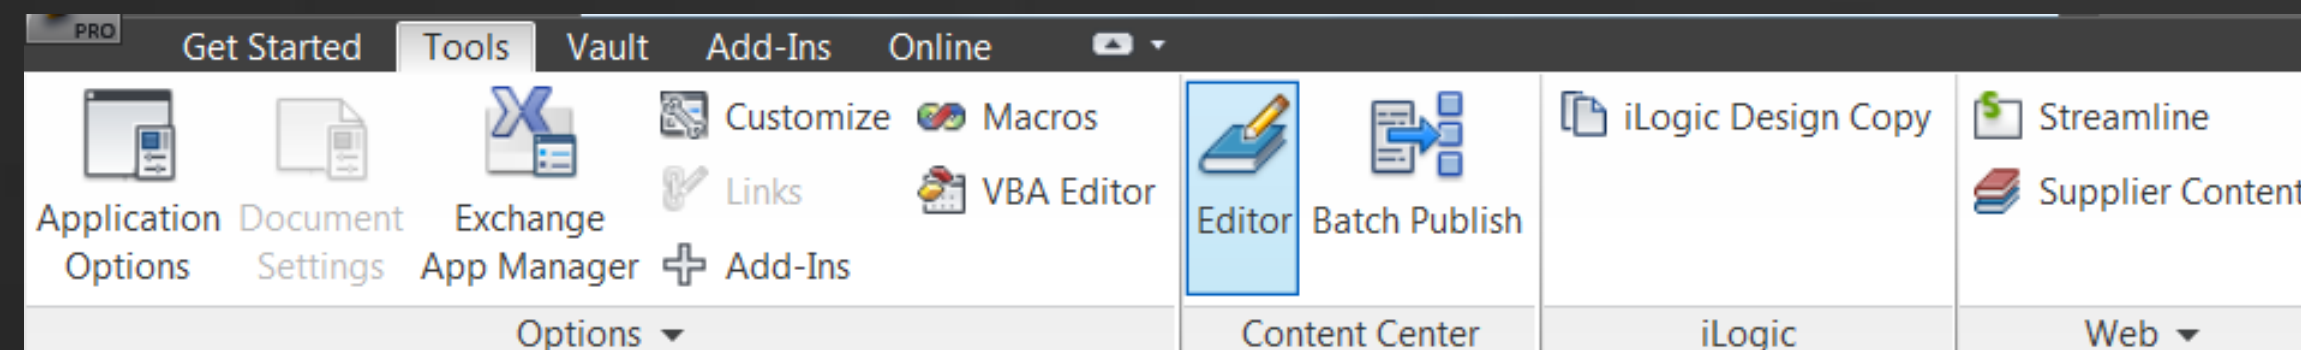 PRO
Get Started Tools Vault Add-Ins Online
Application Options
Document Settings
Exchange App Manager
Customize
Links
Add-Ins
Macros
VBA Editor
Options
Editor
Batch Publish
Content Center
iLogic Design Copy
iLogic
Streamline
Supplier Content
Web